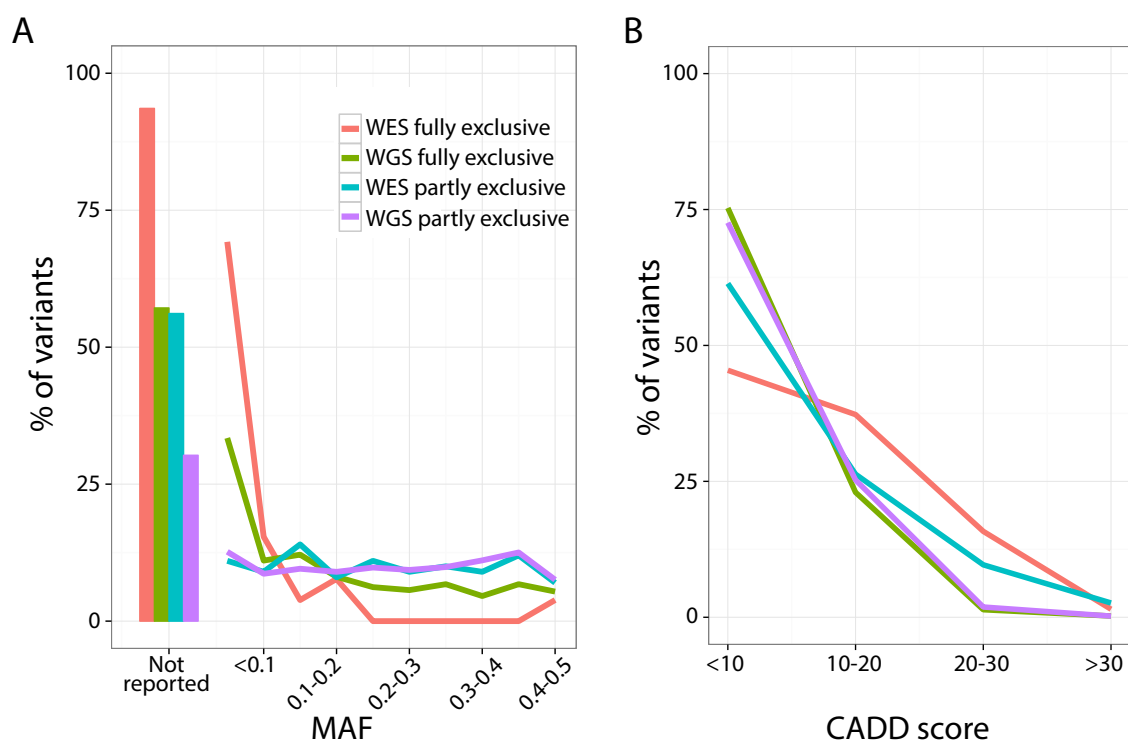 A
% of variants
100
75
50
25
0
WES fully exclusive
WGS fully exclusive
WES partly exclusive
WGS partly exclusive
Not
reported
<0.1
0.1-0.2
0.2-0.3
0.3-0.4
0.4-0.5
MAF
B
% of variants
100
75
50
25
0
<10
10-20
20-30
>30
CADD score